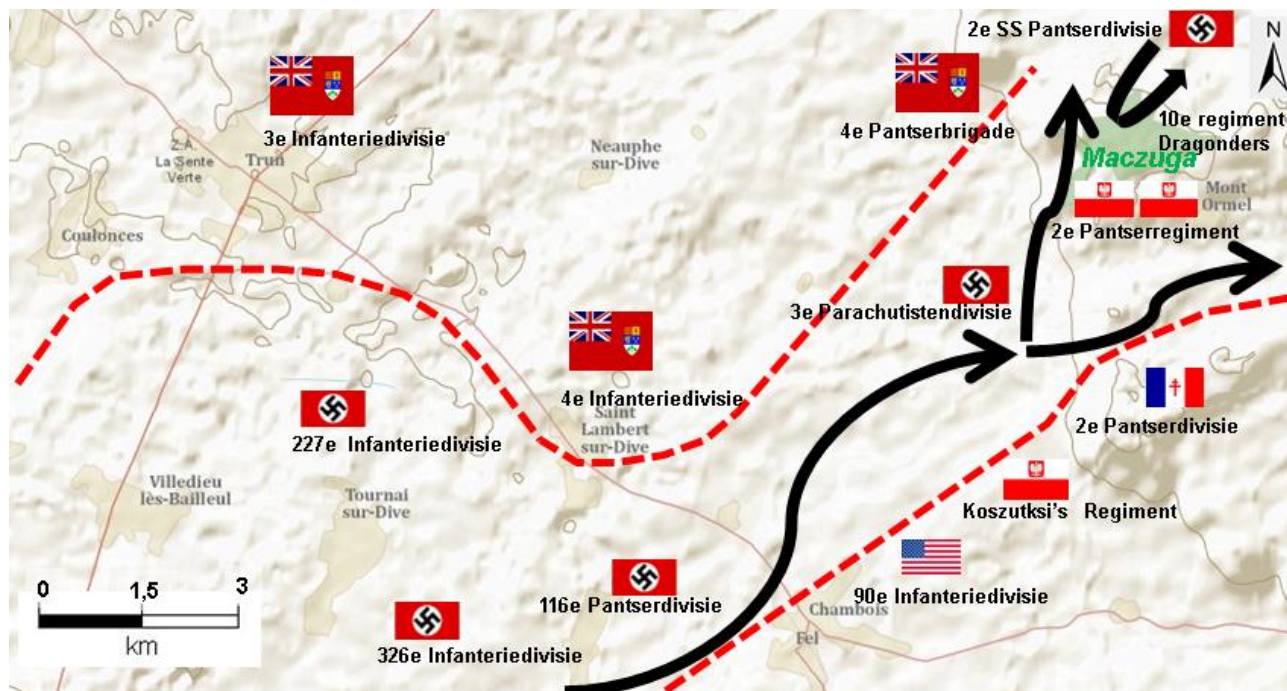 2e SS Pantserdivisie
N
3e Infanteriedivisie
4e Pantserbrigade
10e regiment
Dragonders
Z.A.
La Sente
Verte
Trun
Neauphe
sur-Dive
Maczuga
Mont
Ormel
2e Pantserregiment
Coulonces
3e Parachutistendivisie
4e Infanteriedivisie
Saint
Lambert
sur-Dive
227e Infanteriedivisie
2e Pantserdivisie
Villedieu
lès-Bailleul
Tournai
sur-Dive
Koszutksi's Regiment
0 1,5 3
km
116e Pantserdivisie
90e Infanteriedivisie
Chambois
Fel
326e Infanteriedivisie